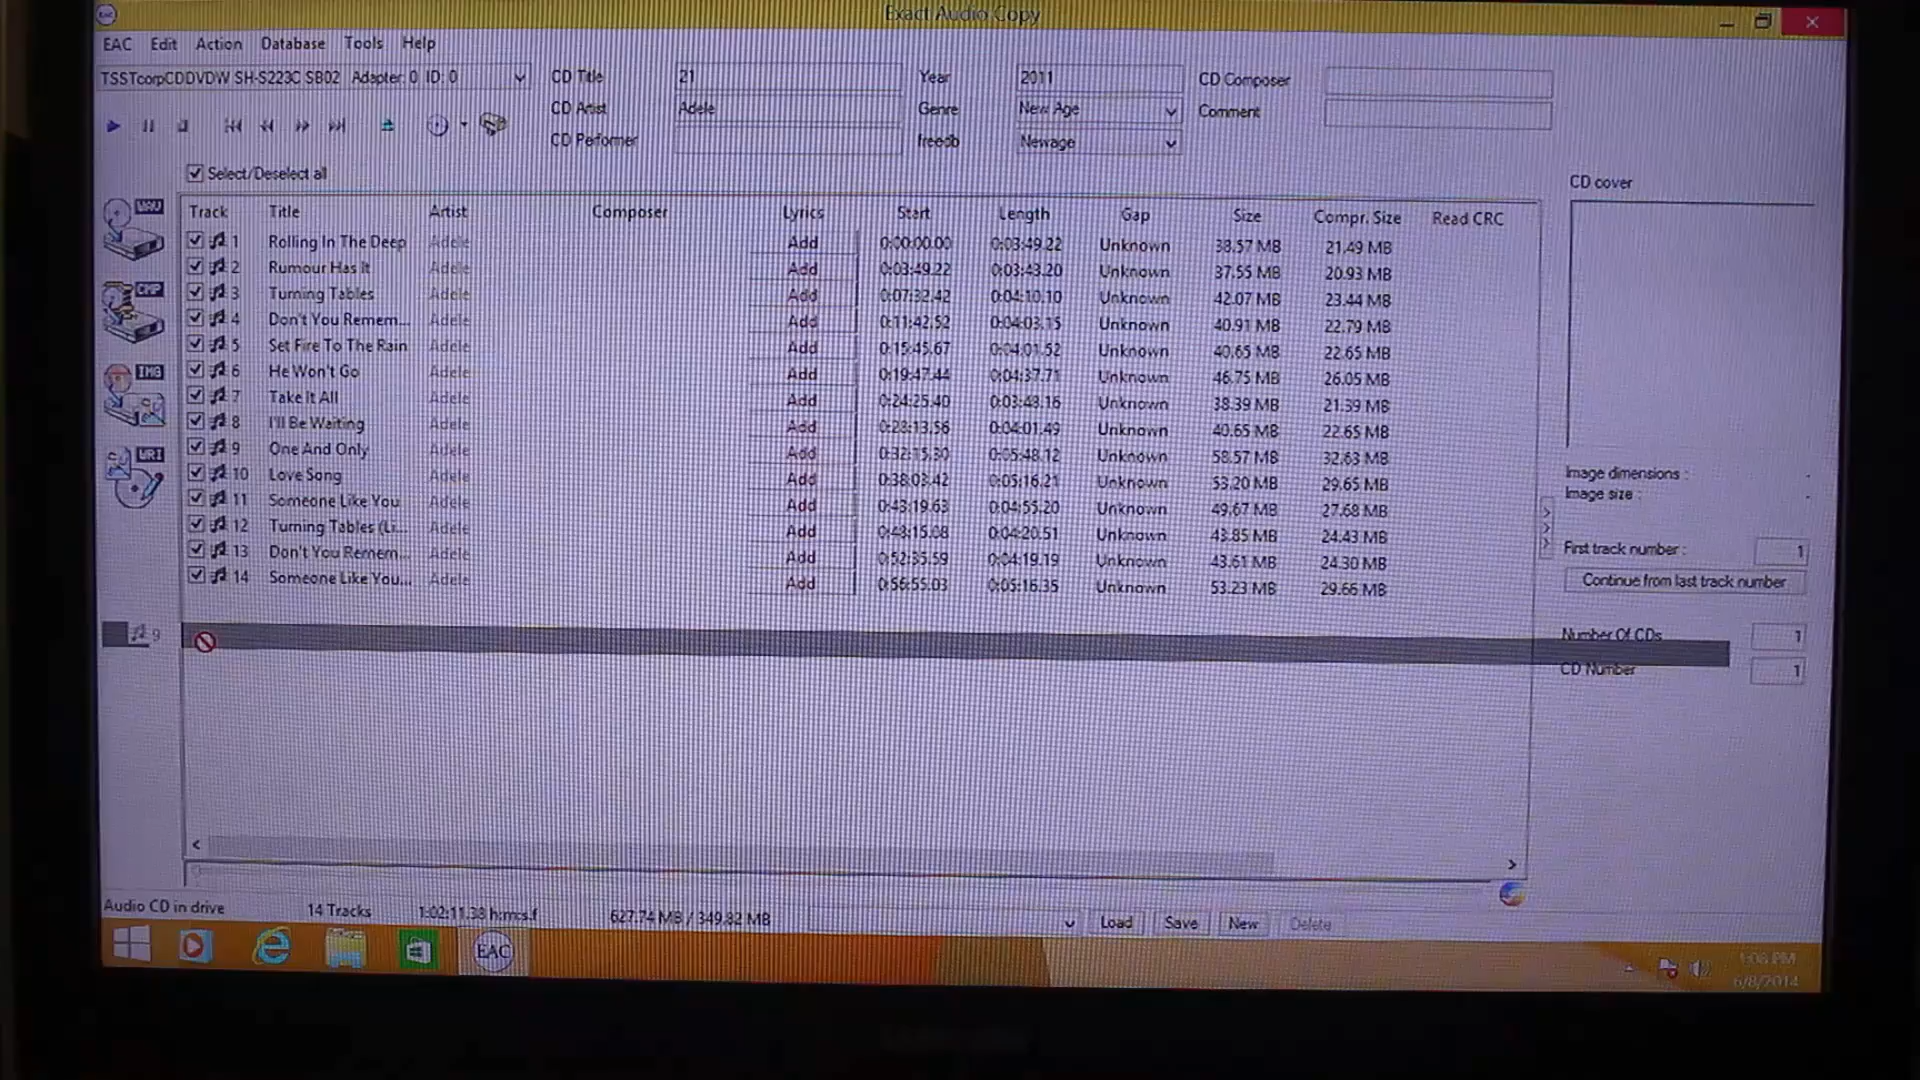 Exact Audio Copy
EAC Edit Action Database Tools Help
TSSTcorpCDDVDW SH-S223C SB02 Adapter: 0 ID: 0
CD Title 21 Year 2011 CD Composer
CD Artist Adele Genre New Age Comment
CD Performer freedb Newage
Select/Deselect all
CD cover
WAV
CMP
IMG
WRI
Track Title Artist Composer Lyrics Start Length Gap Size Compr. Size Read CRC
1 Rolling In The Deep Adele Add 0:00:00.00 0:03:49.22 Unknown 38.57 MB 21.49 MB
2 Rumour Has It Adele Add 0:03:49.22 0:03:43.20 Unknown 37.55 MB 20.93 MB
3 Turning Tables Adele Add 0:07:32.42 0:04:10.10 Unknown 42.07 MB 23.44 MB
4 Don't You Remem... Adele Add 0:11:42.52 0:04:03.15 Unknown 40.91 MB 22.79 MB
5 Set Fire To The Rain Adele Add 0:15:45.67 0:04:01.52 Unknown 40.65 MB 22.65 MB
6 He Won't Go Adele Add 0:19:47.44 0:04:37.71 Unknown 46.75 MB 26.05 MB
7 Take It All Adele Add 0:24:25.40 0:03:48.16 Unknown 38.39 MB 21.39 MB
8 I'll Be Waiting Adele Add 0:28:13.56 0:04:01.49 Unknown 40.65 MB 22.65 MB
9 One And Only Adele Add 0:32:15.30 0:05:48.12 Unknown 58.57 MB 32.63 MB
10 Love Song Adele Add 0:38:03.42 0:05:16.21 Unknown 53.20 MB 29.65 MB
11 Someone Like You Adele Add 0:43:19.63 0:04:55.20 Unknown 49.67 MB 27.68 MB
12 Turning Tables (Li... Adele Add 0:48:15.08 0:04:20.51 Unknown 43.85 MB 24.43 MB
13 Don't You Remem... Adele Add 0:52:35.59 0:04:19.19 Unknown 43.61 MB 24.30 MB
14 Someone Like You... Adele Add 0:56:55.03 0:05:16.35 Unknown 53.23 MB 29.66 MB
Image dimensions :
Image size :
First track number : 1
Continue from last track number
9
Number Of CDs 1
CD Number 1
Audio CD in drive 14 Tracks 1:02:11.38 h:m:s.f 627.74 MB / 349.82 MB Load Save New Delete
EAC
1:08 PM
6/8/2014